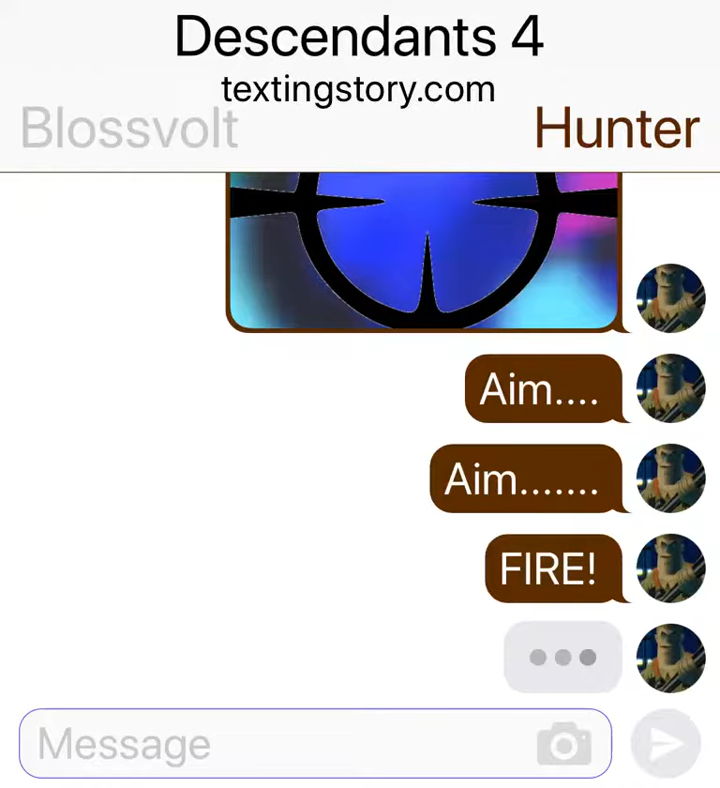 Descendants 4
textingstory.com
Blossvolt
Hunter
Aim....
Aim.......
FIRE!
Message